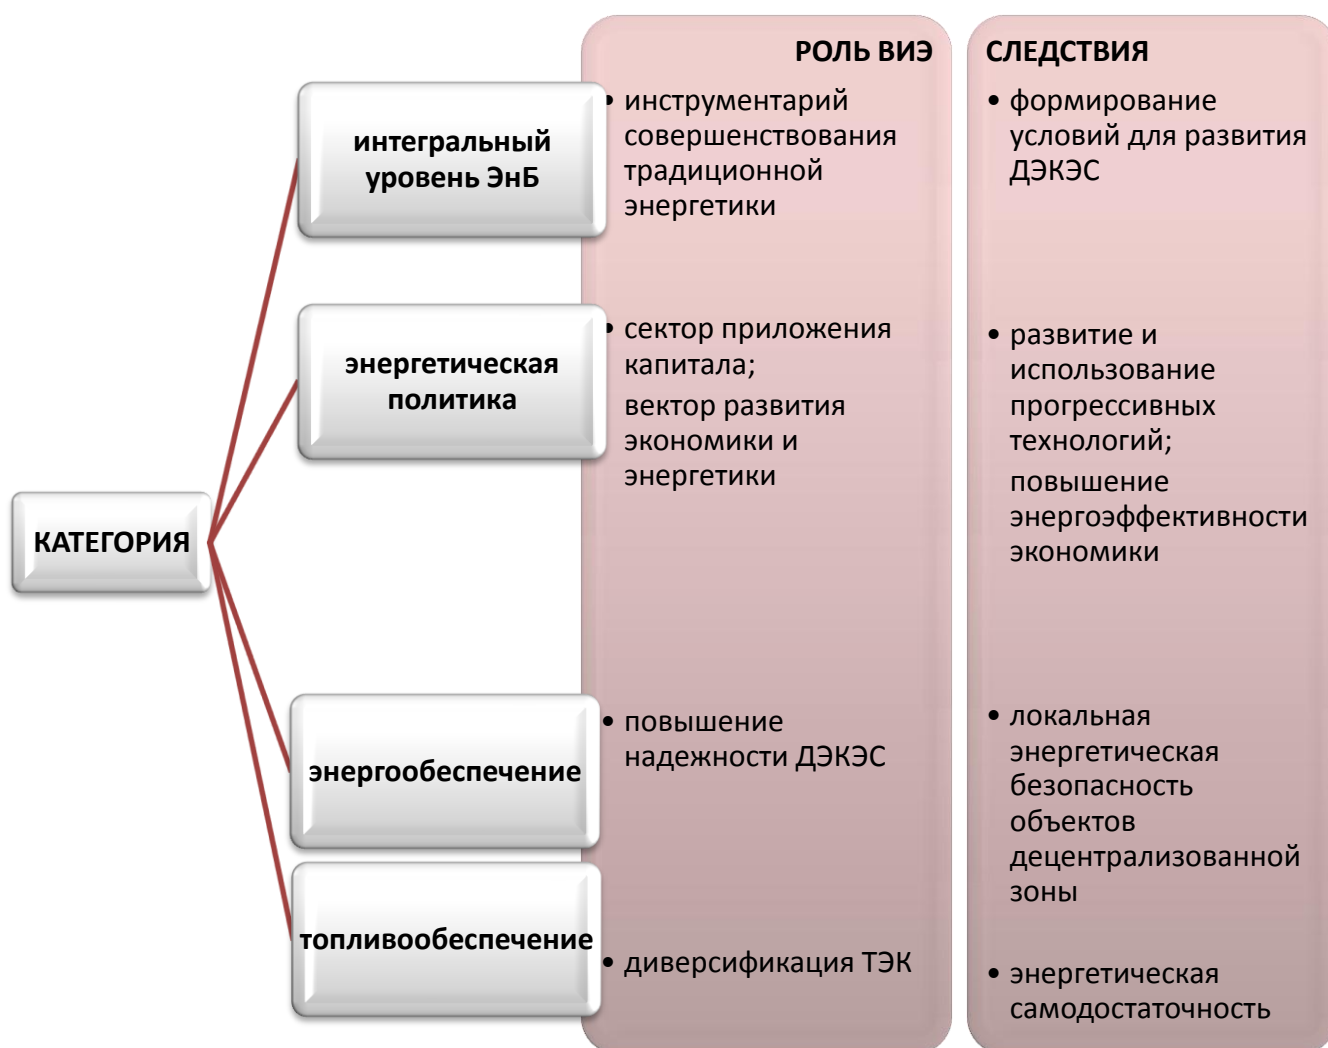 РОЛЬ ВИЭ
СЛЕДСТВИЯ
КАТЕГОРИЯ
интегральный
уровень ЭнБ
• инструментарий
совершенствования
традиционной
энергетики
• формирование
условий для развития
ДЭКЭС
энергетическая
политика
• сектор приложения
капитала;
вектор развития
экономики и
энергетики
• развитие и
использование
прогрессивных
технологий;
повышение
энергоэффективности
экономики
энергообеспечение
• повышение
надежности ДЭКЭС
• локальная
энергетическая
безопасность
объектов
децентрализованной
зоны
топливообеспечение
• диверсификация ТЭК
• энергетическая
самодостаточность